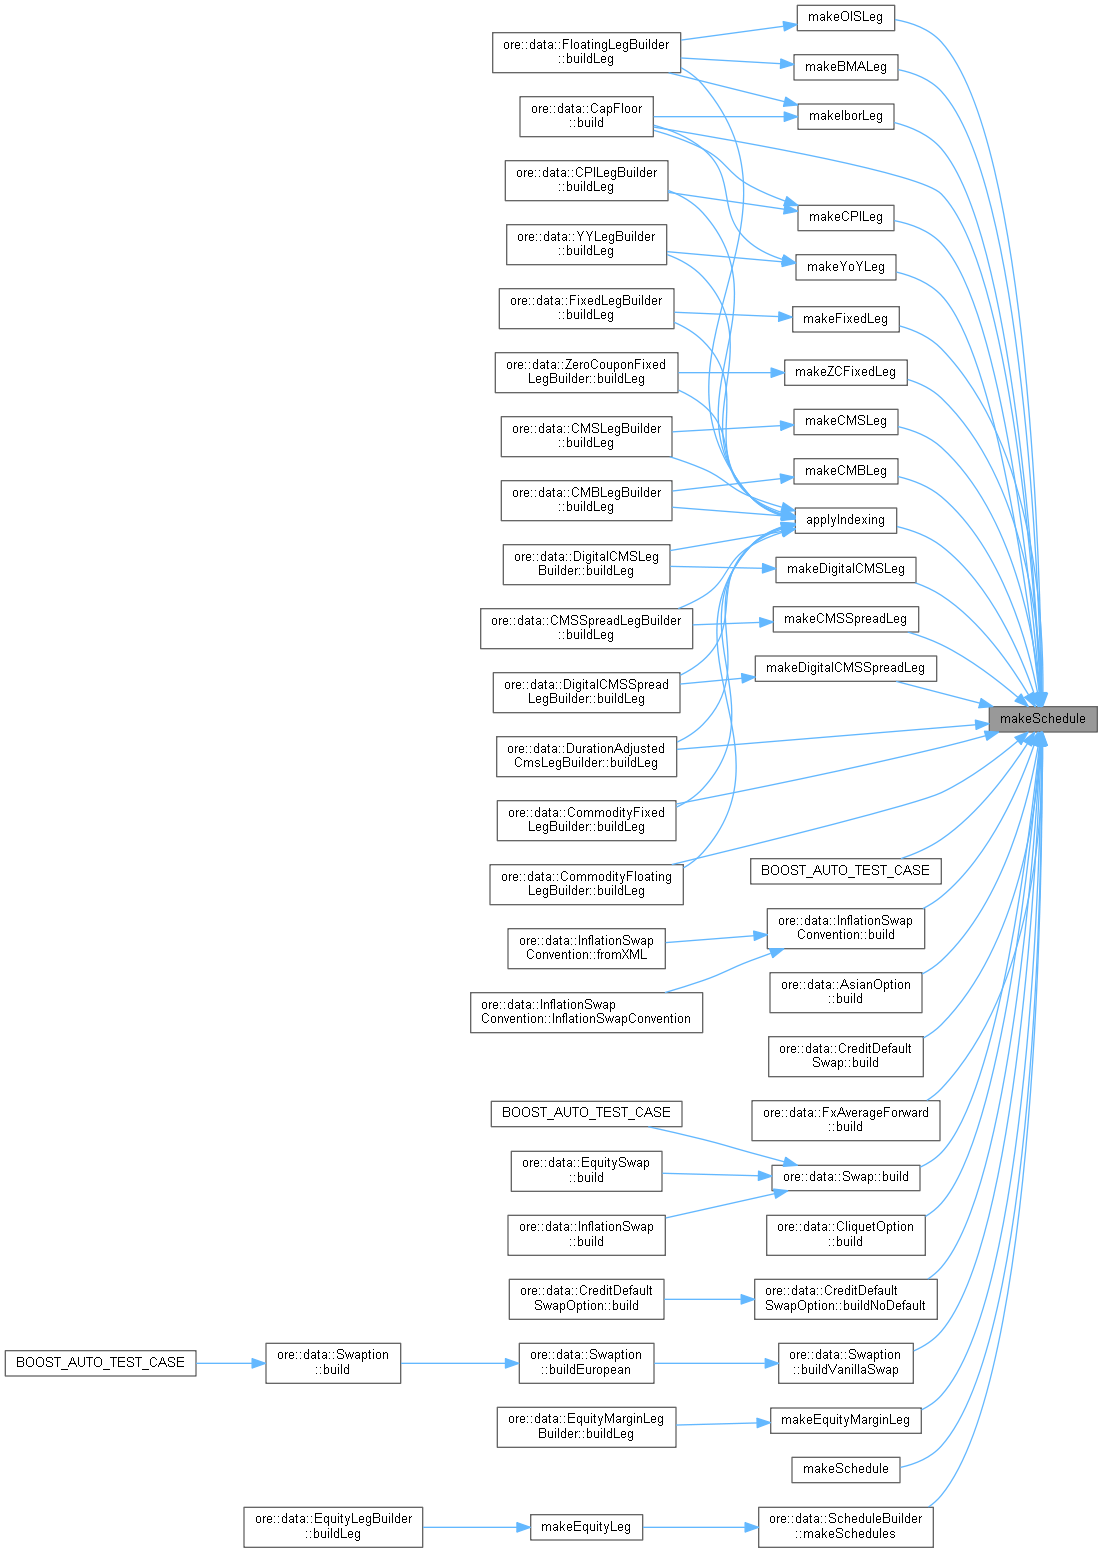 makeOISLeg
ore::data::FloatingLegBuilder
::buildLeg
makeBMALeg
ore::data::CapFloor
::build
makeIborLeg
ore::data::CPILegBuilder
::buildLeg
makeCPILeg
ore::data::YYLegBuilder
::buildLeg
makeYoYLeg
ore::data::FixedLegBuilder
::buildLeg
makeFixedLeg
ore::data::ZeroCouponFixed
LegBuilder::buildLeg
makeZCFixedLeg
ore::data::CMSLegBuilder
::buildLeg
makeCMSLeg
ore::data::CMBLegBuilder
::buildLeg
makeCMBLeg
applyIndexing
ore::data::DigitalCMSLeg
Builder::buildLeg
makeDigitalCMSLeg
ore::data::CMSSpreadLegBuilder
::buildLeg
makeCMSSpreadLeg
ore::data::DigitalCMSSpread
LegBuilder::buildLeg
makeDigitalCMSSpreadLeg
makeSchedule
ore::data::DurationAdjusted
CmsLegBuilder::buildLeg
ore::data::CommodityFixed
LegBuilder::buildLeg
ore::data::CommodityFloating
LegBuilder::buildLeg
BOOST_AUTO_TEST_CASE
ore::data::InflationSwap
Convention::build
ore::data::InflationSwap
Convention::fromXML
ore::data::InflationSwap
Convention::InflationSwapConvention
ore::data::AsianOption
::build
ore::data::CreditDefault
Swap::build
BOOST_AUTO_TEST_CASE
ore::data::FxAverageForward
::build
ore::data::EquitySwap
::build
ore::data::Swap::build
ore::data::InflationSwap
::build
ore::data::CliquetOption
::build
ore::data::CreditDefault
SwapOption::build
ore::data::CreditDefault
SwapOption::buildNoDefault
BOOST_AUTO_TEST_CASE
ore::data::Swaption
::build
ore::data::Swaption
::buildEuropean
ore::data::Swaption
::buildVanillaSwap
ore::data::EquityMarginLeg
Builder::buildLeg
makeEquityMarginLeg
makeSchedule
ore::data::EquityLegBuilder
::buildLeg
makeEquityLeg
ore::data::ScheduleBuilder
::makeSchedules